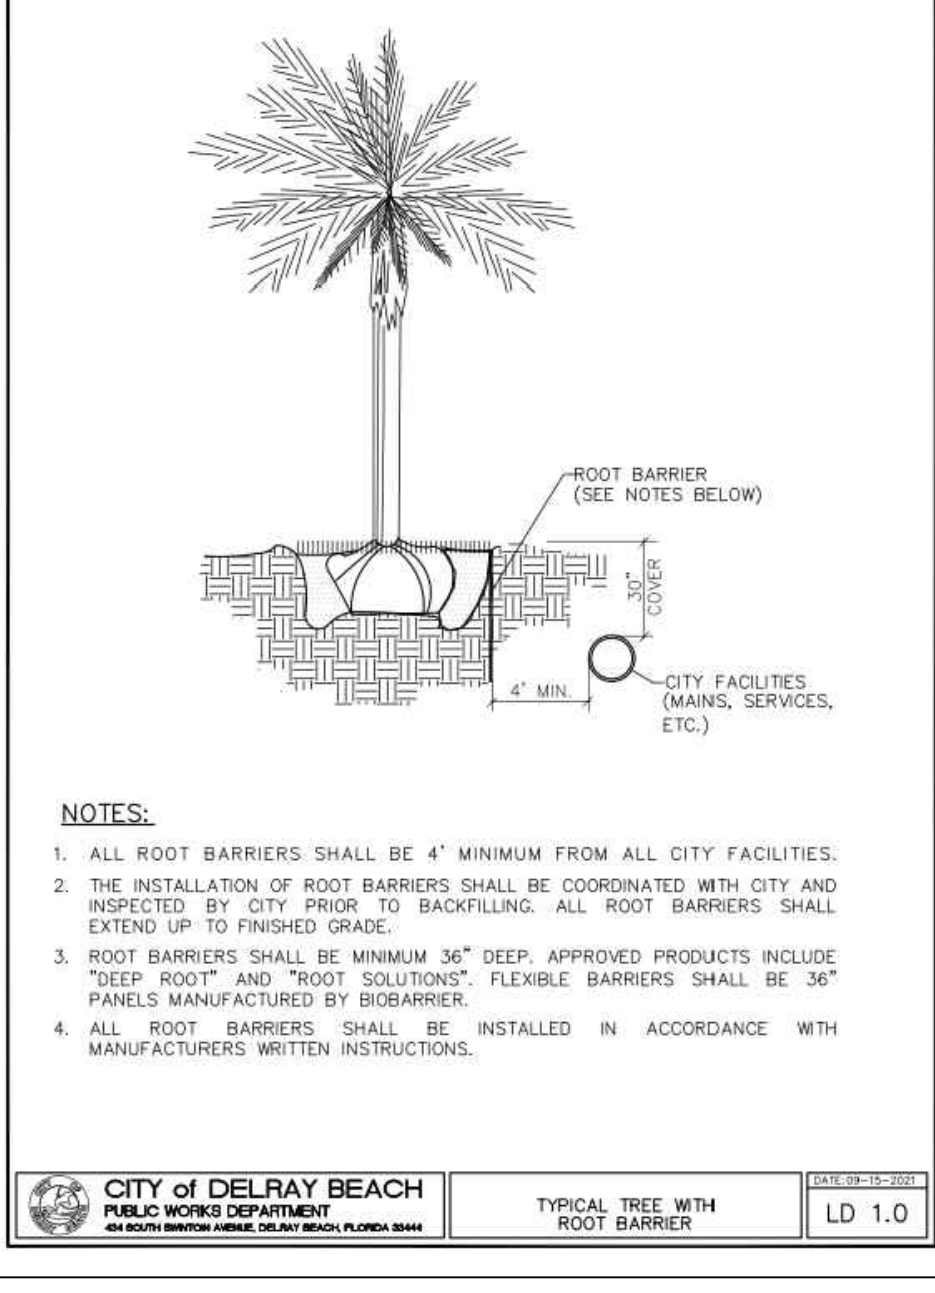 ROOT BARRIER
(SEE NOTES BELOW)
30"
COVER
4' MIN.
CITY FACILITIES
(MAINS, SERVICES,
ETC.)
NOTES:
1. ALL ROOT BARRIERS SHALL BE 4' MINIMUM FROM ALL CITY FACILITIES.
2. THE INSTALLATION OF ROOT BARRIERS SHALL BE COORDINATED WITH CITY AND
INSPECTED BY CITY PRIOR TO BACKFILLING. ALL ROOT BARRIERS SHALL
EXTEND UP TO FINISHED GRADE.
3. ROOT BARRIERS SHALL BE MINIMUM 36" DEEP. APPROVED PRODUCTS INCLUDE
"DEEP ROOT" AND "ROOT SOLUTIONS". FLEXIBLE BARRIERS SHALL BE 36"
PANELS MANUFACTURED BY BIOBARRIER.
4. ALL ROOT BARRIERS SHALL BE INSTALLED IN ACCORDANCE WITH
MANUFACTURERS WRITTEN INSTRUCTIONS.
CITY of DELRAY BEACH
PUBLIC WORKS DEPARTMENT
434 SOUTH SWINTON AVENUE, DELRAY BEACH, FLORIDA 33444
TYPICAL TREE WITH
ROOT BARRIER
DATE:09-15-2021
LD 1.0